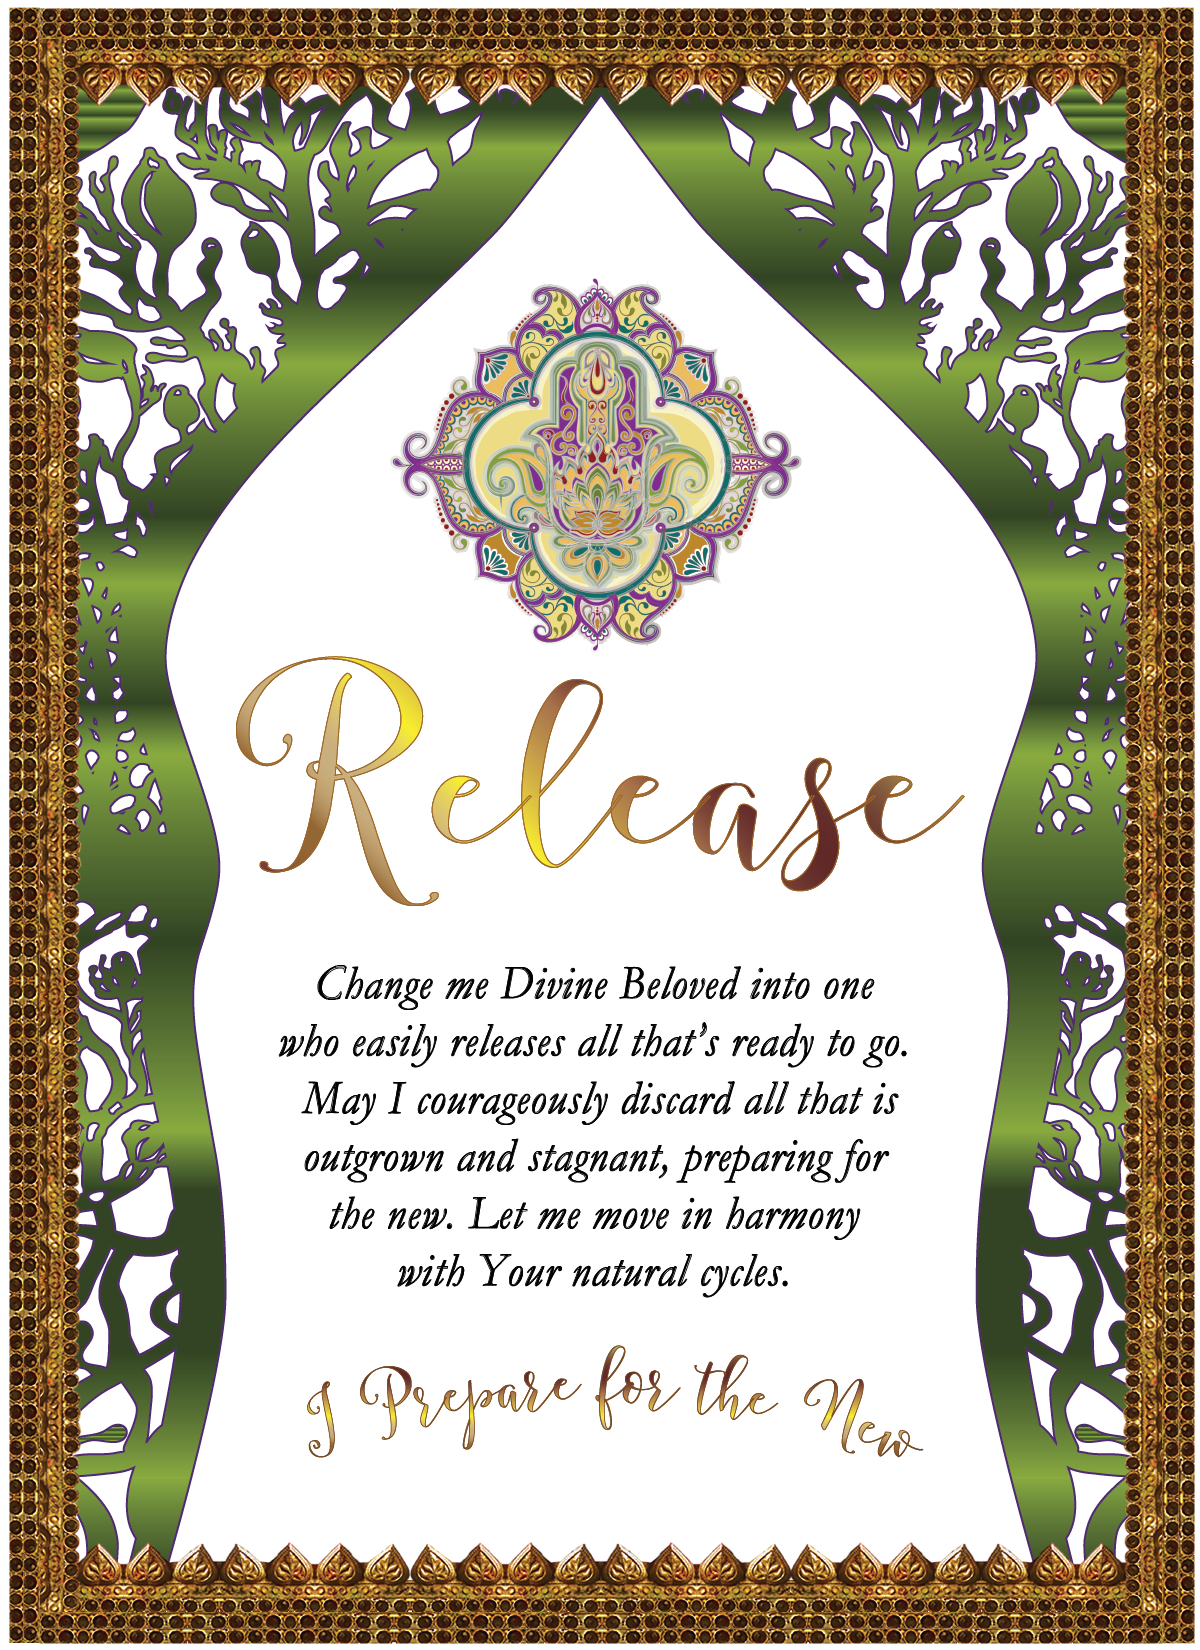 Release
Change me Divine Beloved into one
who easily releases all that's ready to go.
May I courageously discard all that is
outgrown and stagnant, preparing for
the new. Let me move in harmony
with Your natural cycles.
I Prepare for the New